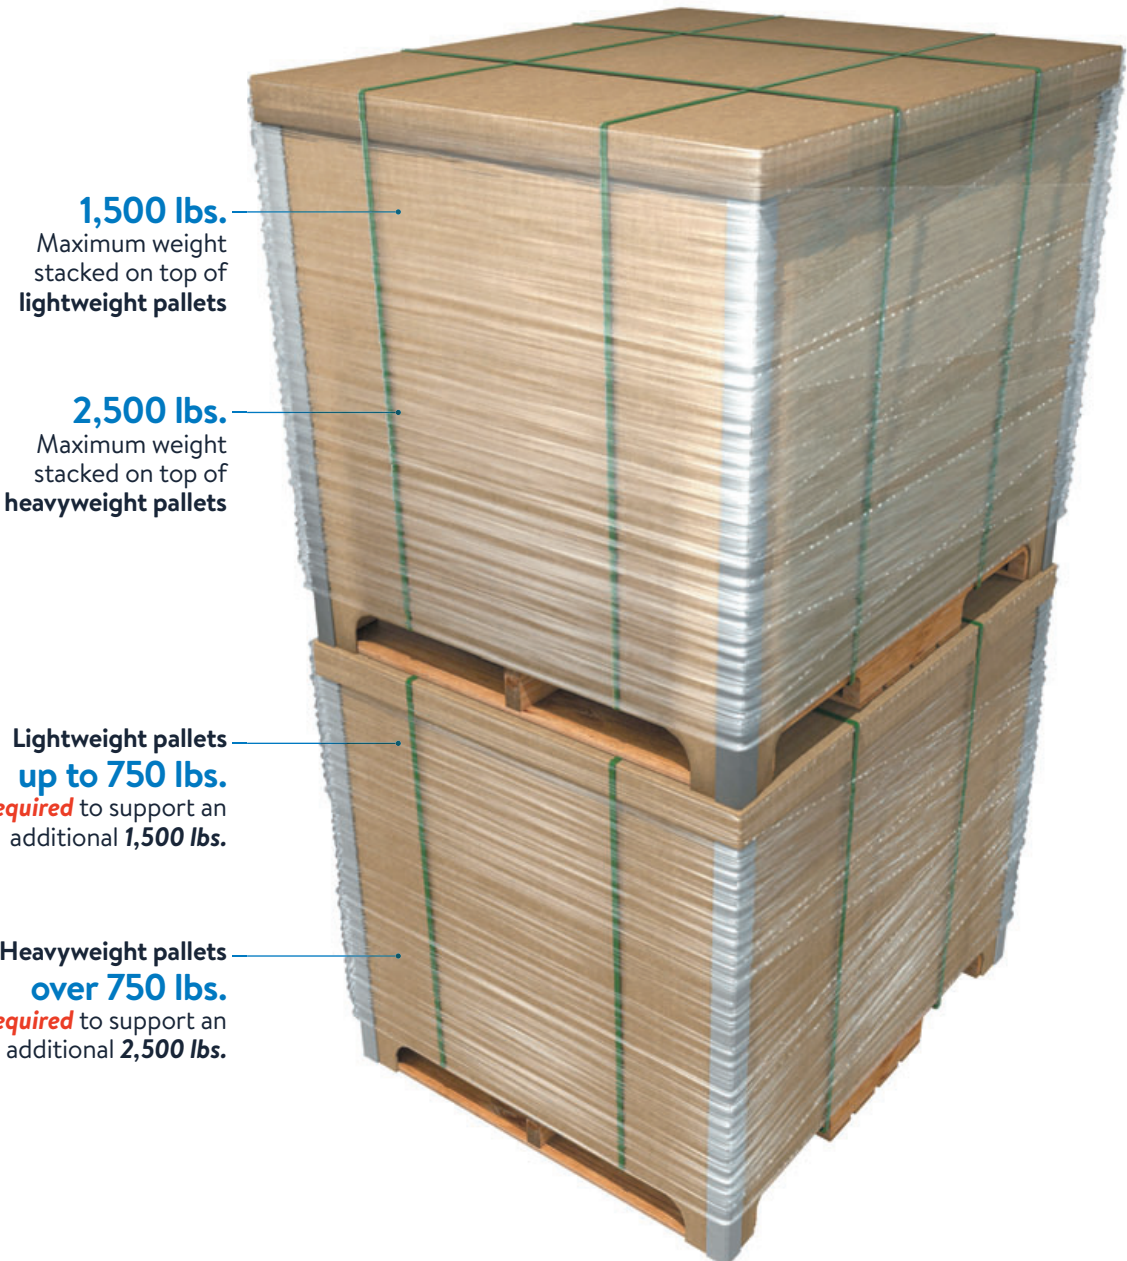 1,500 lbs.
Maximum weight
stacked on top of
lightweight pallets
2,500 lbs.
Maximum weight
stacked on top of
heavyweight pallets
Lightweight pallets
up to 750 lbs.
equired to support an
additional 1,500 lbs.
Heavyweight pallets
over 750 lbs.
equired to support an
additional 2,500 lbs.